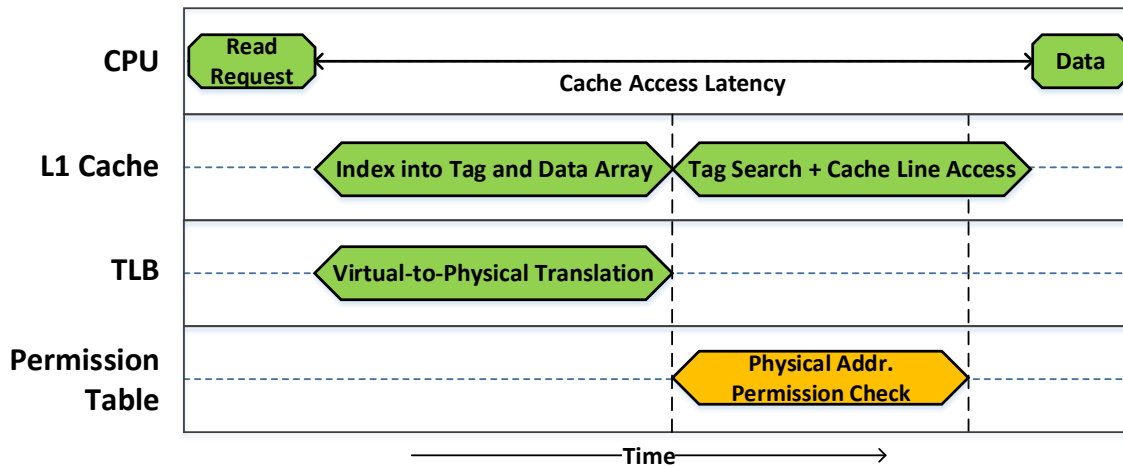 CPU
Read
Request
Data
Cache Access Latency
L1 Cache
Index into Tag and Data Array
Tag Search + Cache Line Access
TLB
Virtual-to-Physical Translation
Permission
Table
Physical Addr.
Permission Check
Time